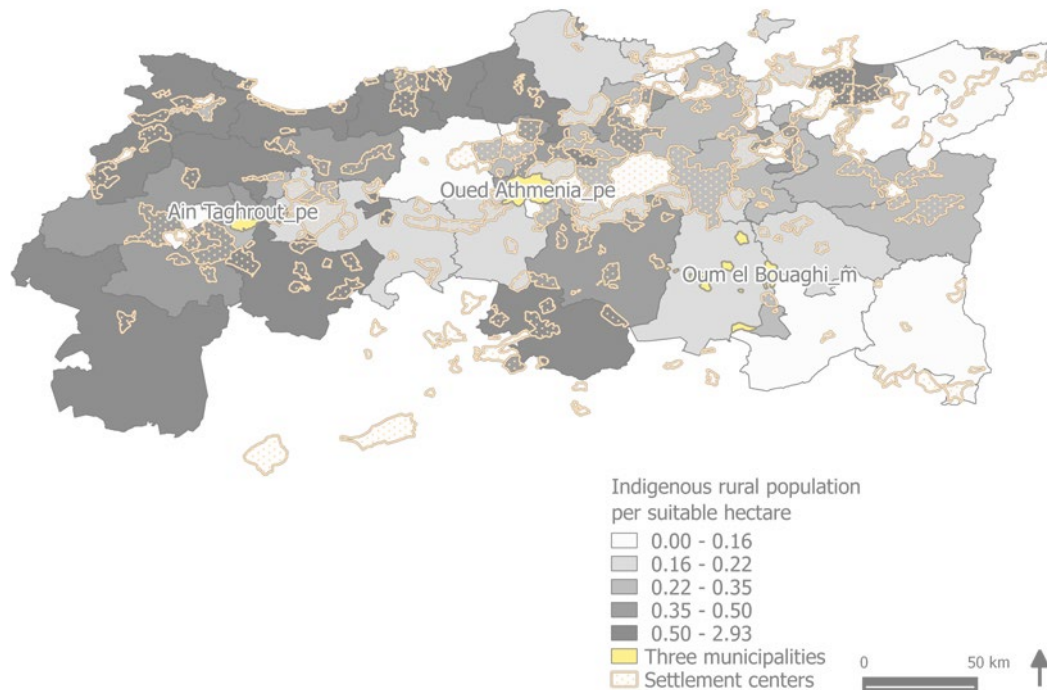 Oued Athmenia_pe
Ain Taghrout_pe
Oum el Bouaghi_m
Indigenous rural population
per suitable hectare
0.00 - 0.16
0.16 - 0.22
0.22 - 0.35
0.35 - 0.50
0.50 - 2.93
Three municipalities
Settlement centers
0 50 km